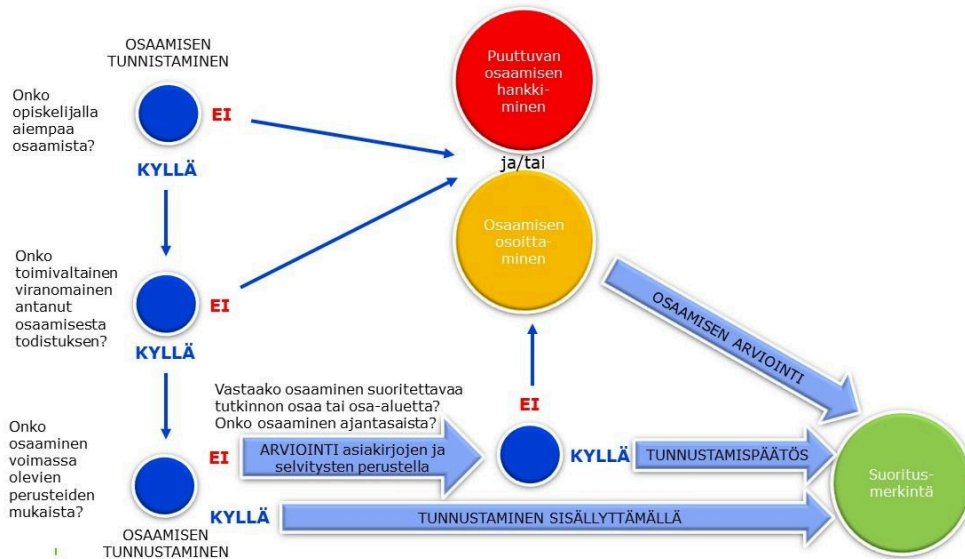 OSAAMISEN
TUNNISTAMINEN
Onko
opiskelijalla
aiempaa
osaamista?
EI
KYLLÄ
Puuttuvan
osaamisen
hankki-
minen
ja/tai
Osaamisen
osoitta-
minen
Onko
toimivaltainen
viranomainen
antanut
osaamisesta
todistuksen?
EI
KYLLÄ
OSAAMISEN ARVIOINTI
Vastaako osaaminen suoritettavaa
tutkinnon osaa tai osa-aluetta?
Onko osaaminen ajantasaista?
EI
Onko
osaaminen
voimassa
olevien
perusteiden
mukaista?
EI
ARVIOINTI asiakirjojen ja
selvitysten perustella
KYLLÄ
TUNNUSTAMISPÄÄTÖS
Suoritus-
merkintä
KYLLÄ
TUNNUSTAMINEN SISÄLLYTTÄMÄLLÄ
OSAAMISEN
TUNNUSTAMINEN